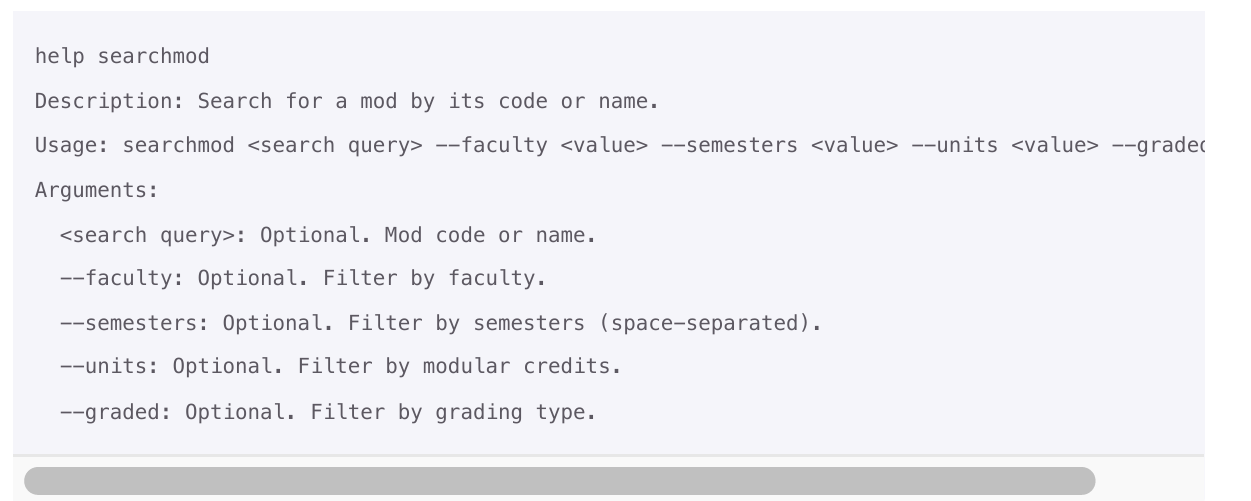 help searchmod
Description: Search for a mod by its code or name.
Usage: searchmod <search query> --faculty <value> --semesters <value> --units <value> --graded
Arguments:
<search query>: Optional. Mod code or name.
--faculty: Optional. Filter by faculty.
--semesters: Optional. Filter by semesters (space-separated).
--units: Optional. Filter by modular credits.
--graded: Optional. Filter by grading type.